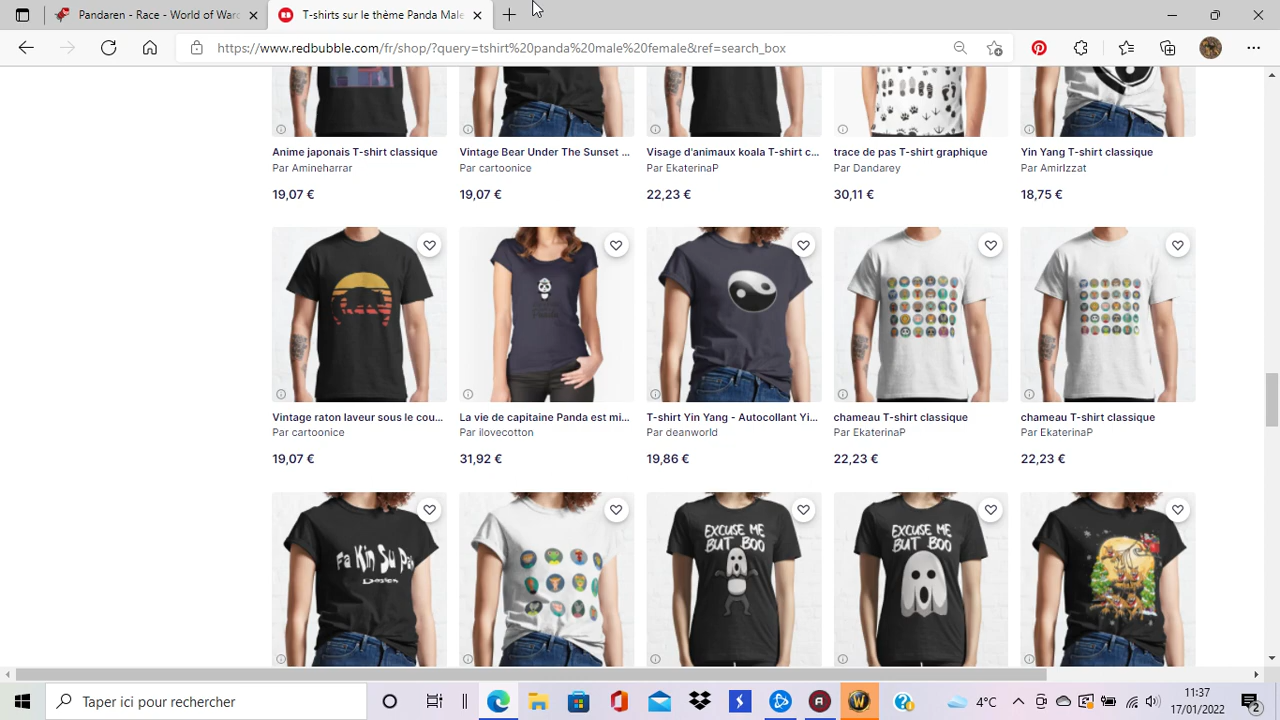 Pandaren - Race - World of Warc
T-shirts sur le thème Panda Male
https://www.redbubble.com/fr/shop/?query=tshirt%20panda%20male%20female&ref=search_box
Anime japonais T-shirt classique
Par Amineharrar
19,07 €
Vintage Bear Under The Sunset ...
Par cartoonice
19,07 €
Visage d'animaux koala T-shirt c...
Par EkaterinaP
22,23 €
trace de pas T-shirt graphique
Par Dandarey
30,11 €
Yin Yang T-shirt classique
Par AmirIzzat
18,75 €
Vintage raton laveur sous le cou...
Par cartoonice
19,07 €
La vie de capitaine Panda est mi...
Par ilovecotton
31,92 €
T-shirt Yin Yang - Autocollant Yi...
Par deanworld
19,86 €
chameau T-shirt classique
Par EkaterinaP
22,23 €
chameau T-shirt classique
Par EkaterinaP
22,23 €
Fa Kin Su Pa
Design
EXCUSE ME
BUT BOO
EXCUSE ME
BUT BOO
Taper ici pour rechercher
4°C
11:37
17/01/2022
2